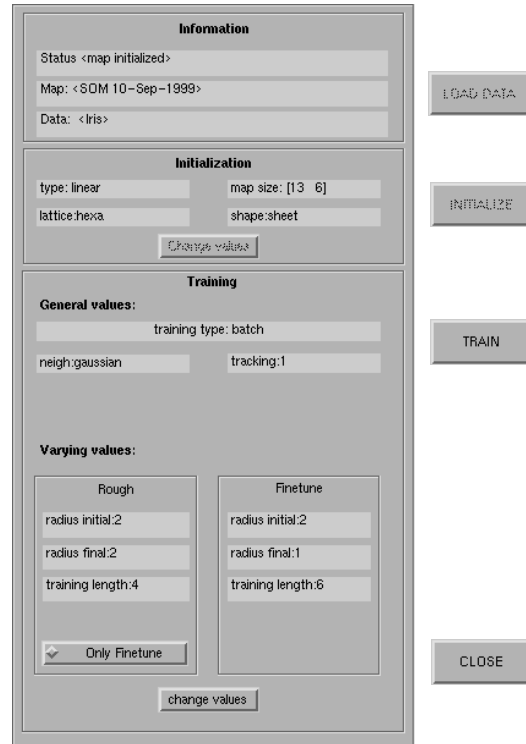 Information
Status <map initialized>
Map: <SOM 10-Sep-1999>
Data: <Iris>
Initialization
type: linear
map size: [13 6]
lattice:hexa
shape:sheet
Change values
Training
General values:
training type: batch
neigh:gaussian
tracking:1
Varying values:
Rough
radius initial:2
radius final:2
training length:4
Only Finetune
Finetune
radius initial:2
radius final:1
training length:6
change values
LOAD DATA
INITIALIZE
TRAIN
CLOSE